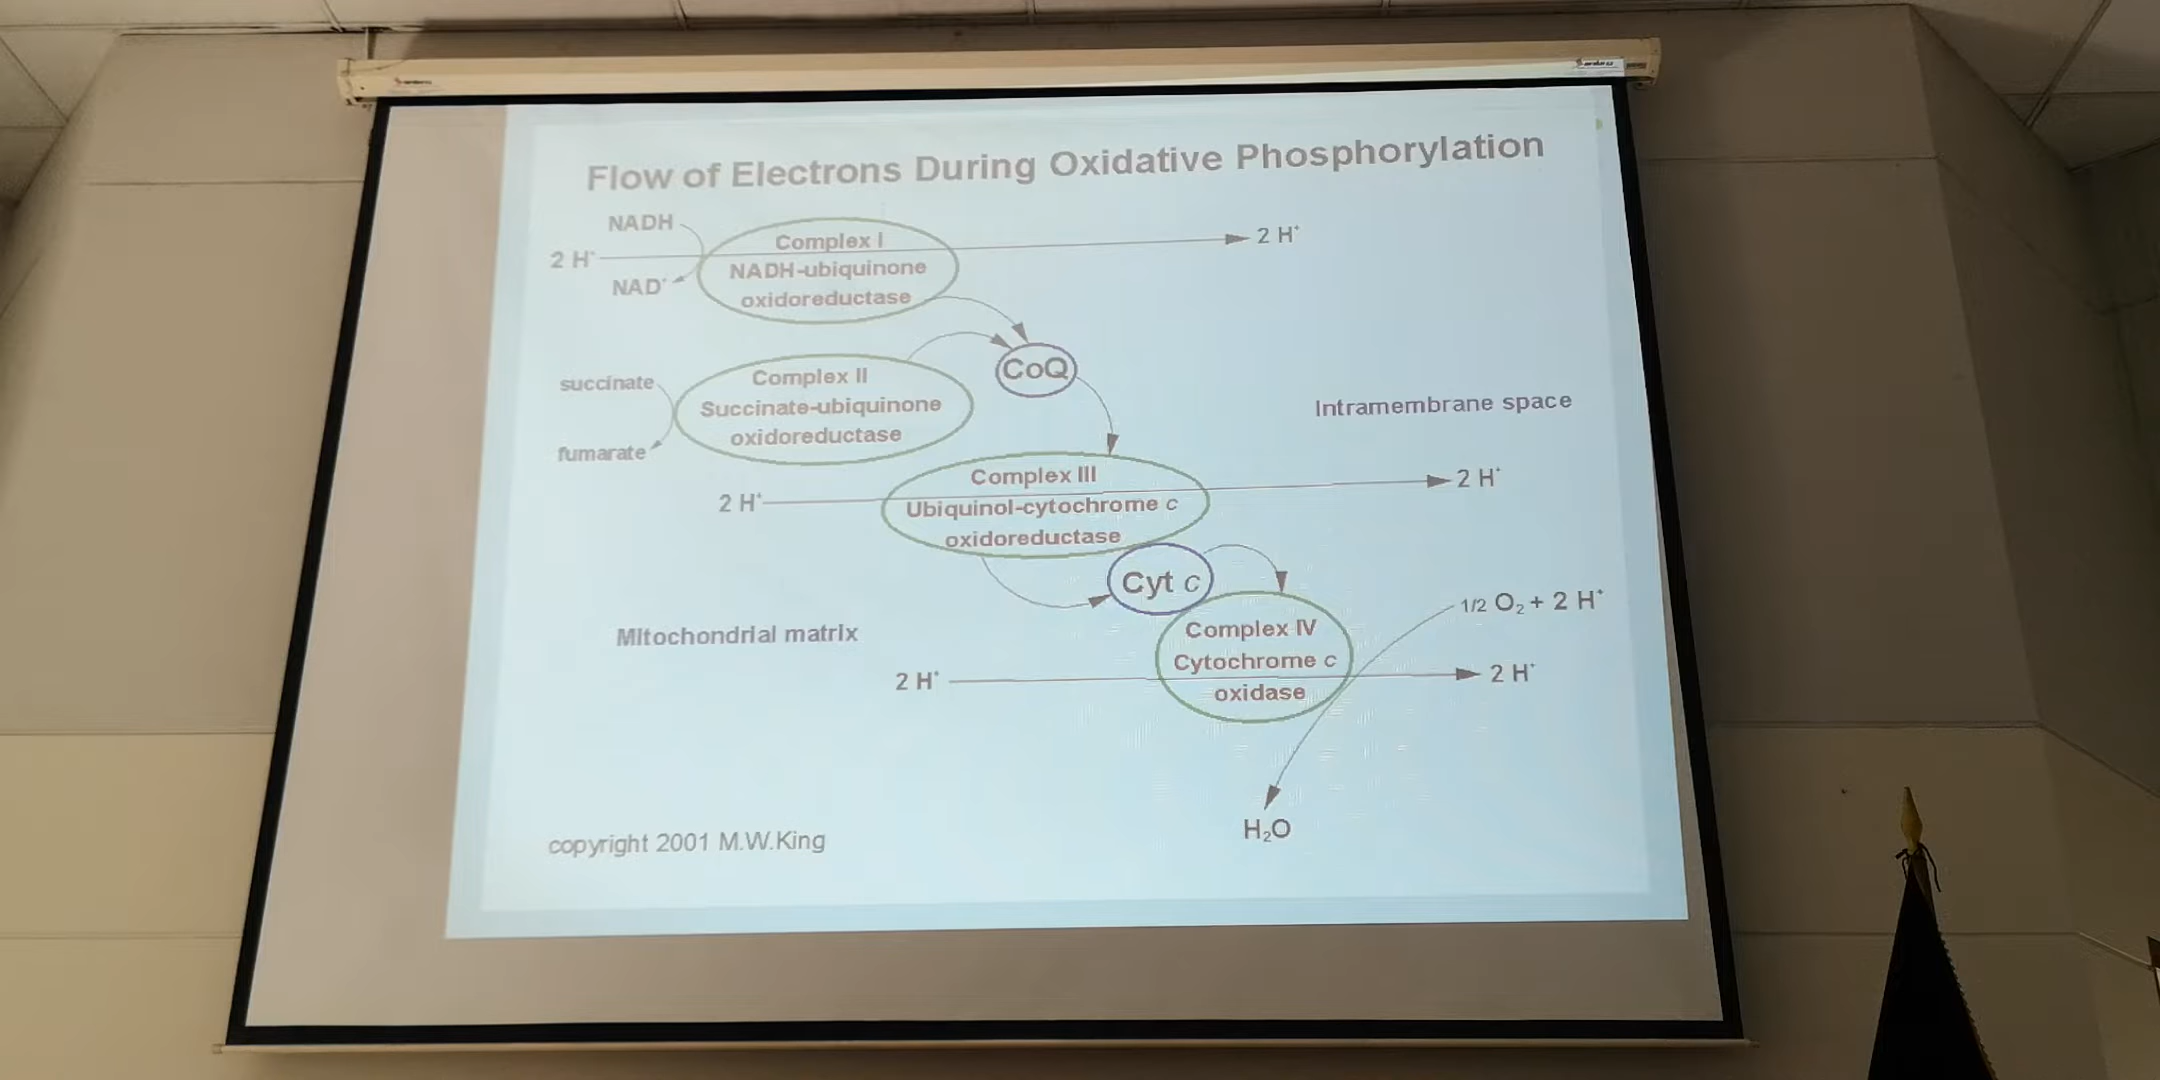 Flow of Electrons During Oxidative Phosphorylation
NADH
2 H⁺
NAD⁺
Complex I
NADH-ubiquinone
oxidoreductase
2 H⁺
CoQ
succinate
fumarate
Complex II
Succinate-ubiquinone
oxidoreductase
Intramembrane space
2 H⁺
Complex III
Ubiquinol-cytochrome c
oxidoreductase
2 H⁺
Cyt c
1/2 O₂ + 2 H⁺
Mitochondrial matrix
2 H⁺
Complex IV
Cytochrome c
oxidase
2 H⁺
H₂O
copyright 2001 M.W.King